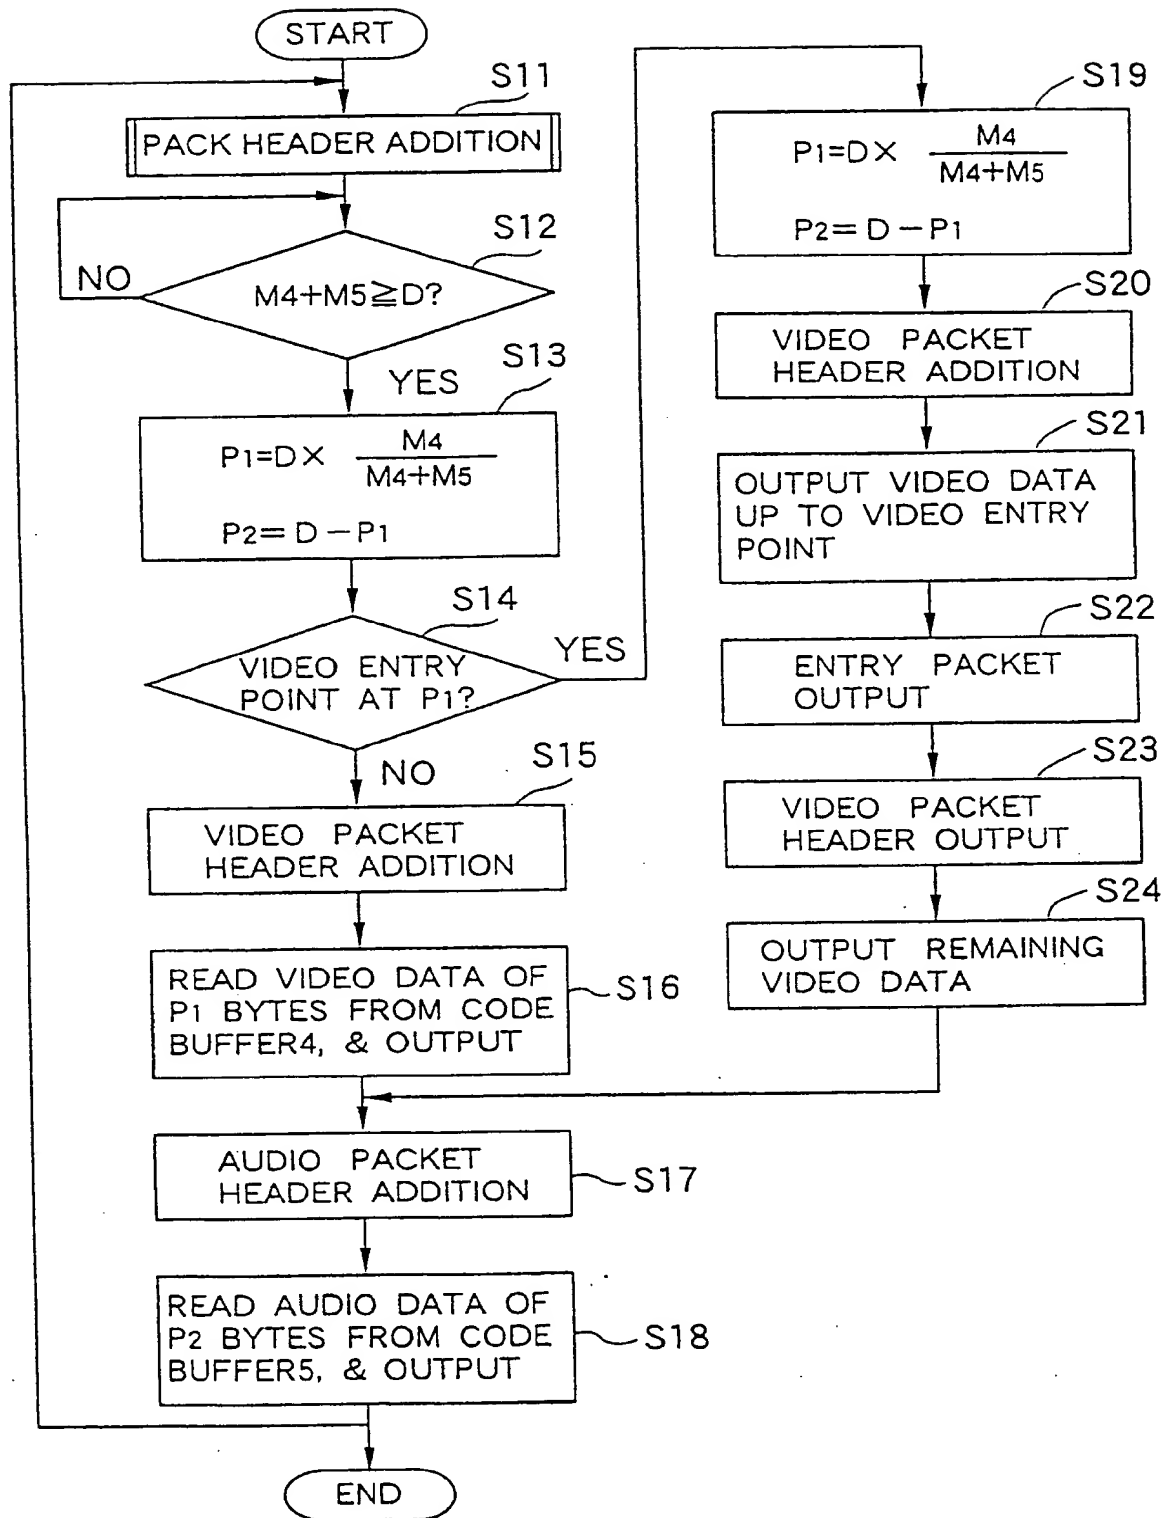 START
S11
PACK HEADER ADDITION
S12
NO
M4+M5≧D?
YES
S13
P1=D× M4
M4+M5
P2=D-P1
S14
VIDEO ENTRY
POINT AT P1?
YES
NO
S15
VIDEO PACKET
HEADER ADDITION
READ VIDEO DATA OF
P1 BYTES FROM CODE
BUFFER4, & OUTPUT
S16
AUDIO PACKET
HEADER ADDITION
S17
READ AUDIO DATA OF
P2 BYTES FROM CODE
BUFFER5, & OUTPUT
S18
END
S19
P1=D× M4
M4+M5
P2=D-P1
S20
VIDEO PACKET
HEADER ADDITION
S21
OUTPUT VIDEO DATA
UP TO VIDEO ENTRY
POINT
S22
ENTRY PACKET
OUTPUT
S23
VIDEO PACKET
HEADER OUTPUT
S24
OUTPUT REMAINING
VIDEO DATA